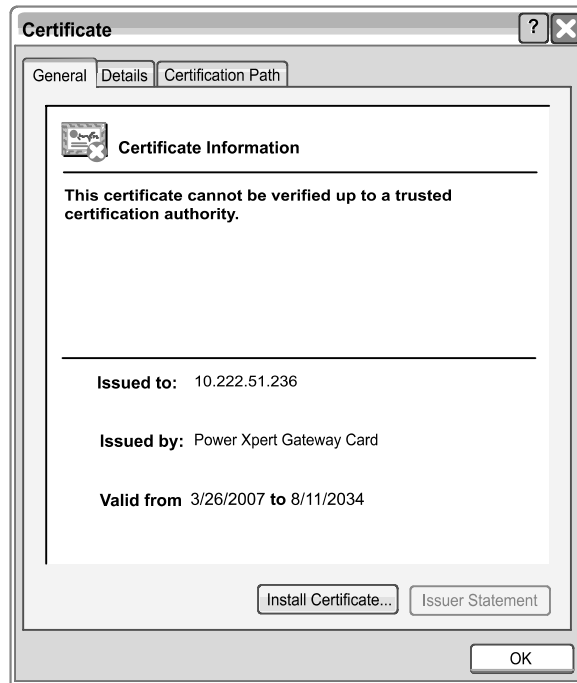 Certificate
?
General Details Certification Path
Certificate Information
This certificate cannot be verified up to a trusted
certification authority.
Issued to: 10.222.51.236
Issued by: Power Xpert Gateway Card
Valid from 3/26/2007 to 8/11/2034
Install Certificate... Issuer Statement
OK